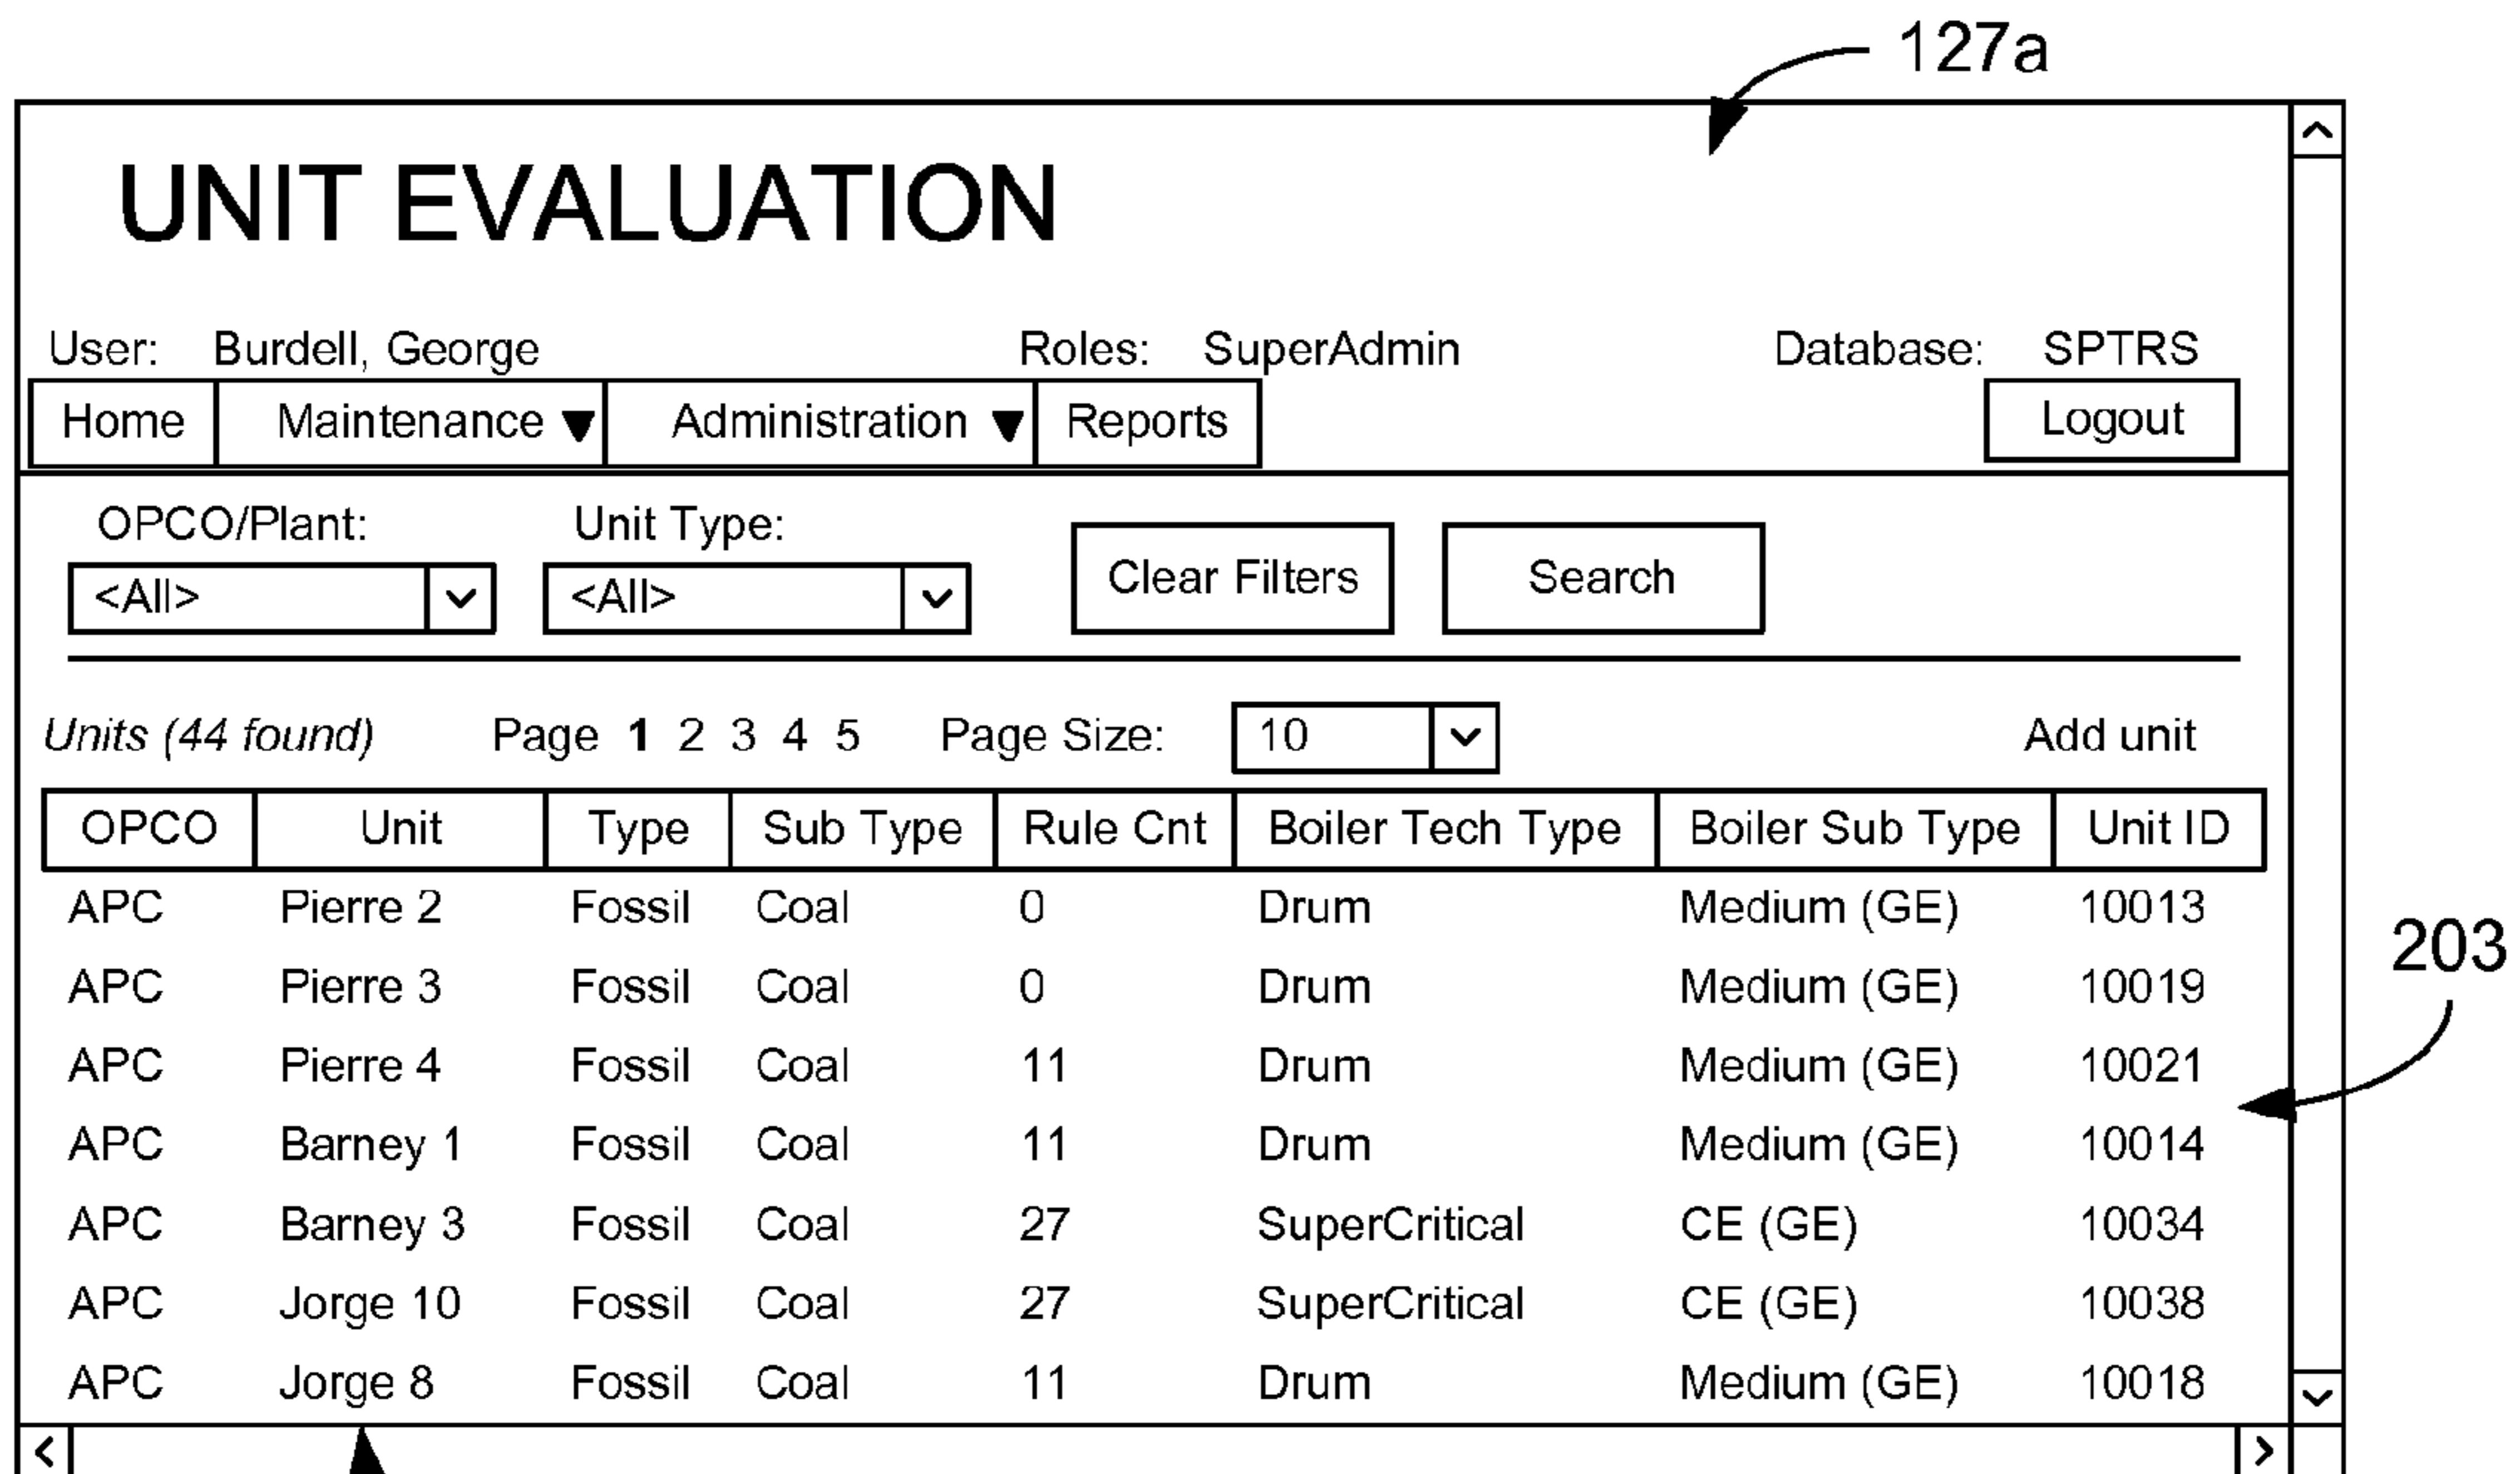 127a
UNIT EVALUATION
User: Burdell, George Roles: SuperAdmin Database: SPTRS
Home Maintenance Administration Reports Logout
OPCO/Plant: Unit Type:
<All> <All> Clear Filters Search
Units (44 found) Page 1 2 3 4 5 Page Size: 10 Add unit
OPCO Unit Type Sub Type Rule Cnt Boiler Tech Type Boiler Sub Type Unit ID
APC Pierre 2 Fossil Coal 0 Drum Medium (GE) 10013
203
APC Pierre 3 Fossil Coal 0 Drum Medium (GE) 10019
APC Pierre 4 Fossil Coal 11 Drum Medium (GE) 10021
APC Barney 1 Fossil Coal 11 Drum Medium (GE) 10014
APC Barney 3 Fossil Coal 27 SuperCritical CE (GE) 10034
APC Jorge 10 Fossil Coal 27 SuperCritical CE (GE) 10038
APC Jorge 8 Fossil Coal 11 Drum Medium (GE) 10018